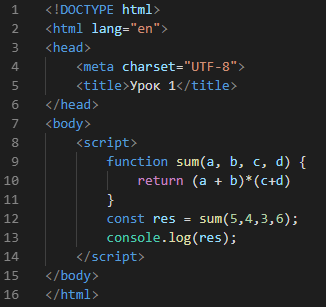 1 <!DOCTYPE html>
2 <html lang="en">
3 <head>
4     <meta charset="UTF-8">
5     <title>Урок 1</title>
6 </head>
7 <body>
8     <script>
9         function sum(a, b, c, d) {
10             return (a + b)*(c+d)
11         }
12         const res = sum(5,4,3,6);
13         console.log(res);
14     </script>
15 </body>
16 </html>